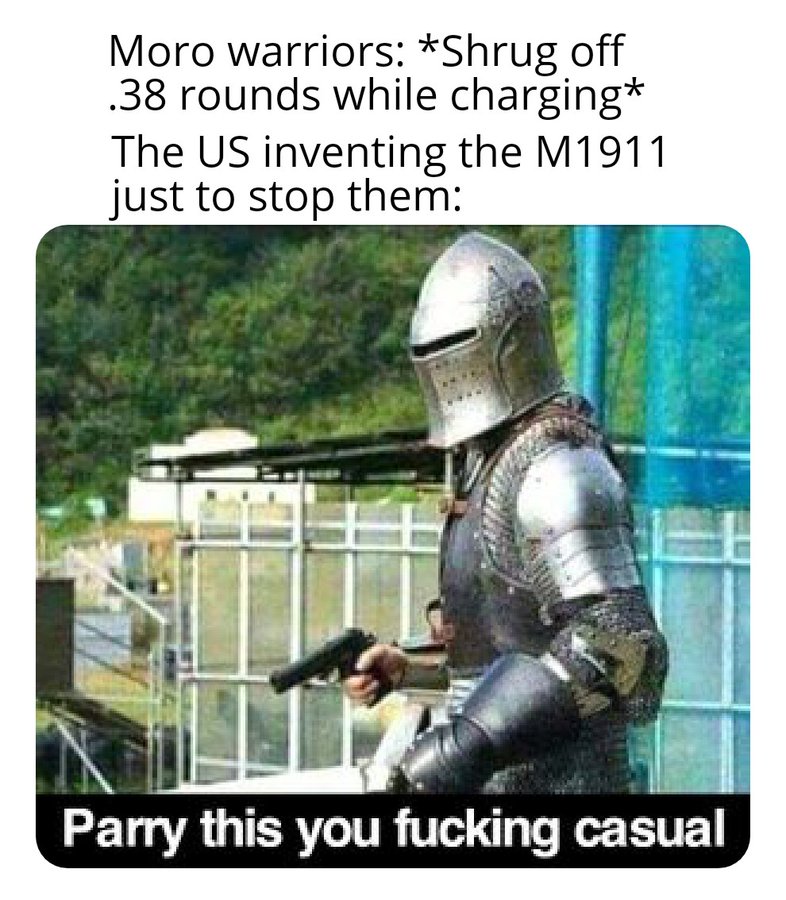 Moro warriors: *Shrug off
.38 rounds while charging*
The US inventing the M1911
just to stop them:
Parry this you fucking casual